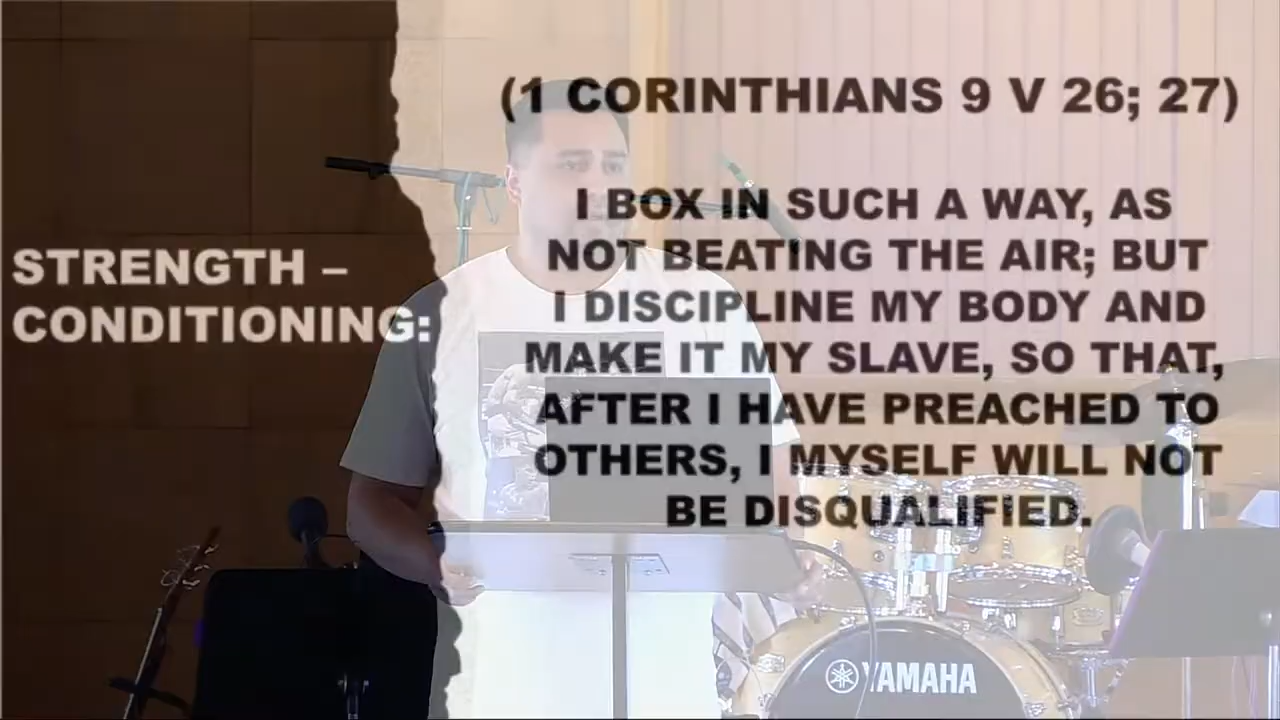 STRENGTH –
CONDITIONING:
(1 CORINTHIANS 9 V 26; 27)
I BOX IN SUCH A WAY, AS
NOT BEATING THE AIR; BUT
I DISCIPLINE MY BODY AND
MAKE IT MY SLAVE, SO THAT,
AFTER I HAVE PREACHED TO
OTHERS, I MYSELF WILL NOT
BE DISQUALIFIED.
YAMAHA